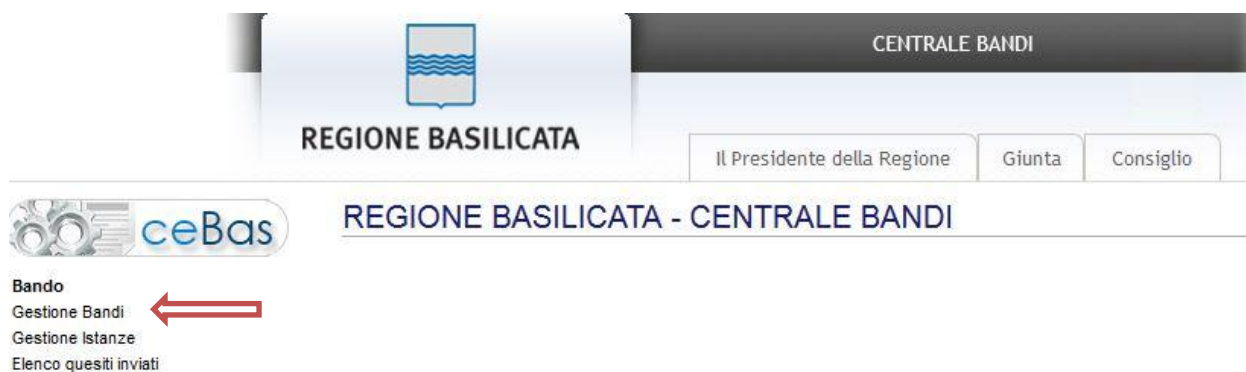 CENTRALE BANDI
REGIONE BASILICATA
Il Presidente della Regione
Giunta
Consiglio
ceBas
REGIONE BASILICATA - CENTRALE BANDI
Bando
Gestione Bandi
Gestione Istanze
Elenco quesiti inviati